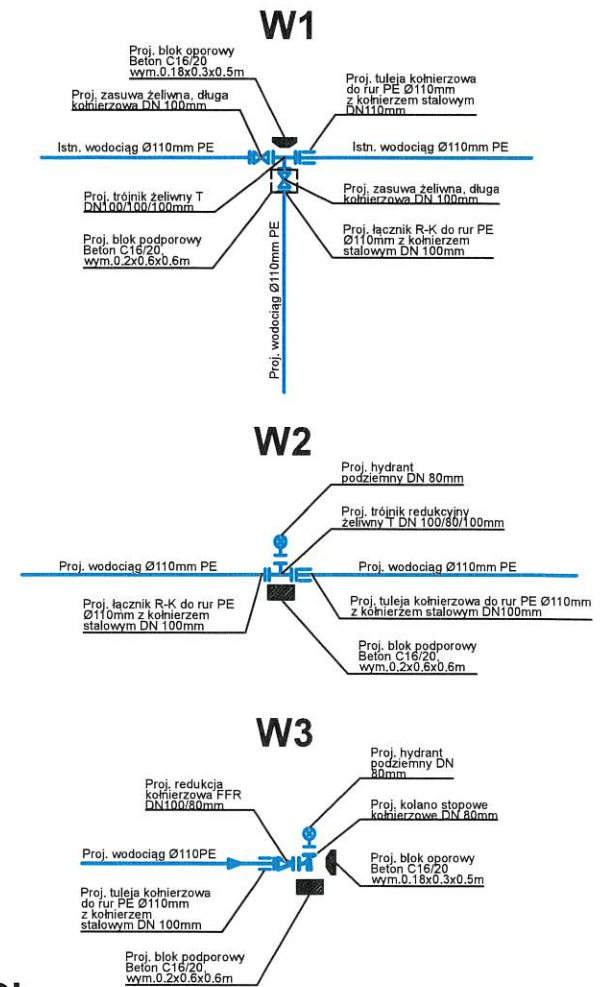 W1
Proj. blok oporowy
Beton C16/20
wym.0.18x0.3x0.5m
Proj. zasuwa żeliwna, długa
kołnierzowa DN 100mm
Proj. tuleja kołnierzowa
do rur PE Ø110mm
z kołnierzem stalowym
DN110mm
Istn. wodociąg Ø110mm PE
Istn. wodociąg Ø110mm PE
Proj. trójnik żeliwny T
DN100/100/100mm
Proj. zasuwa żeliwna, długa
kołnierzowa DN 100mm
Proj. blok podporowy
Beton C16/20,
wym.0.2x0.6x0.6m
Proj. łącznik R-K do rur PE
Ø110mm z kołnierzem
stalowym DN 100mm
Proj. wodociąg Ø110mm PE
W2
Proj. hydrant
podziemny DN 80mm
Proj. trójnik redukcyjny
żeliwny T DN 100/80/100mm
Proj. wodociąg Ø110mm PE
Proj. wodociąg Ø110mm PE
Proj. łącznik R-K do rur PE
Ø110mm z kołnierzem
stalowym DN 100mm
Proj. tuleja kołnierzowa do rur PE Ø110mm
z kołnierzem stalowym DN100mm
Proj. blok podporowy
Beton C16/20,
wym.0.2x0.6x0.6m
W3
Proj. hydrant
podziemny DN
80mm
Proj. redukcja
kołnierzowa FFR
DN100/80mm
Proj. kolano stopowe
kołnierzowe DN 80mm
Proj. wodociąg Ø110PE
Proj. blok oporowy
Beton C16/20
wym.0.18x0.3x0.5m
Proj. tuleja kołnierzowa
do rur PE Ø110mm
z kołnierzem
stalowym DN 100mm
Proj. blok podporowy
Beton C16/20,
wym.0.2x0.6x0.6m